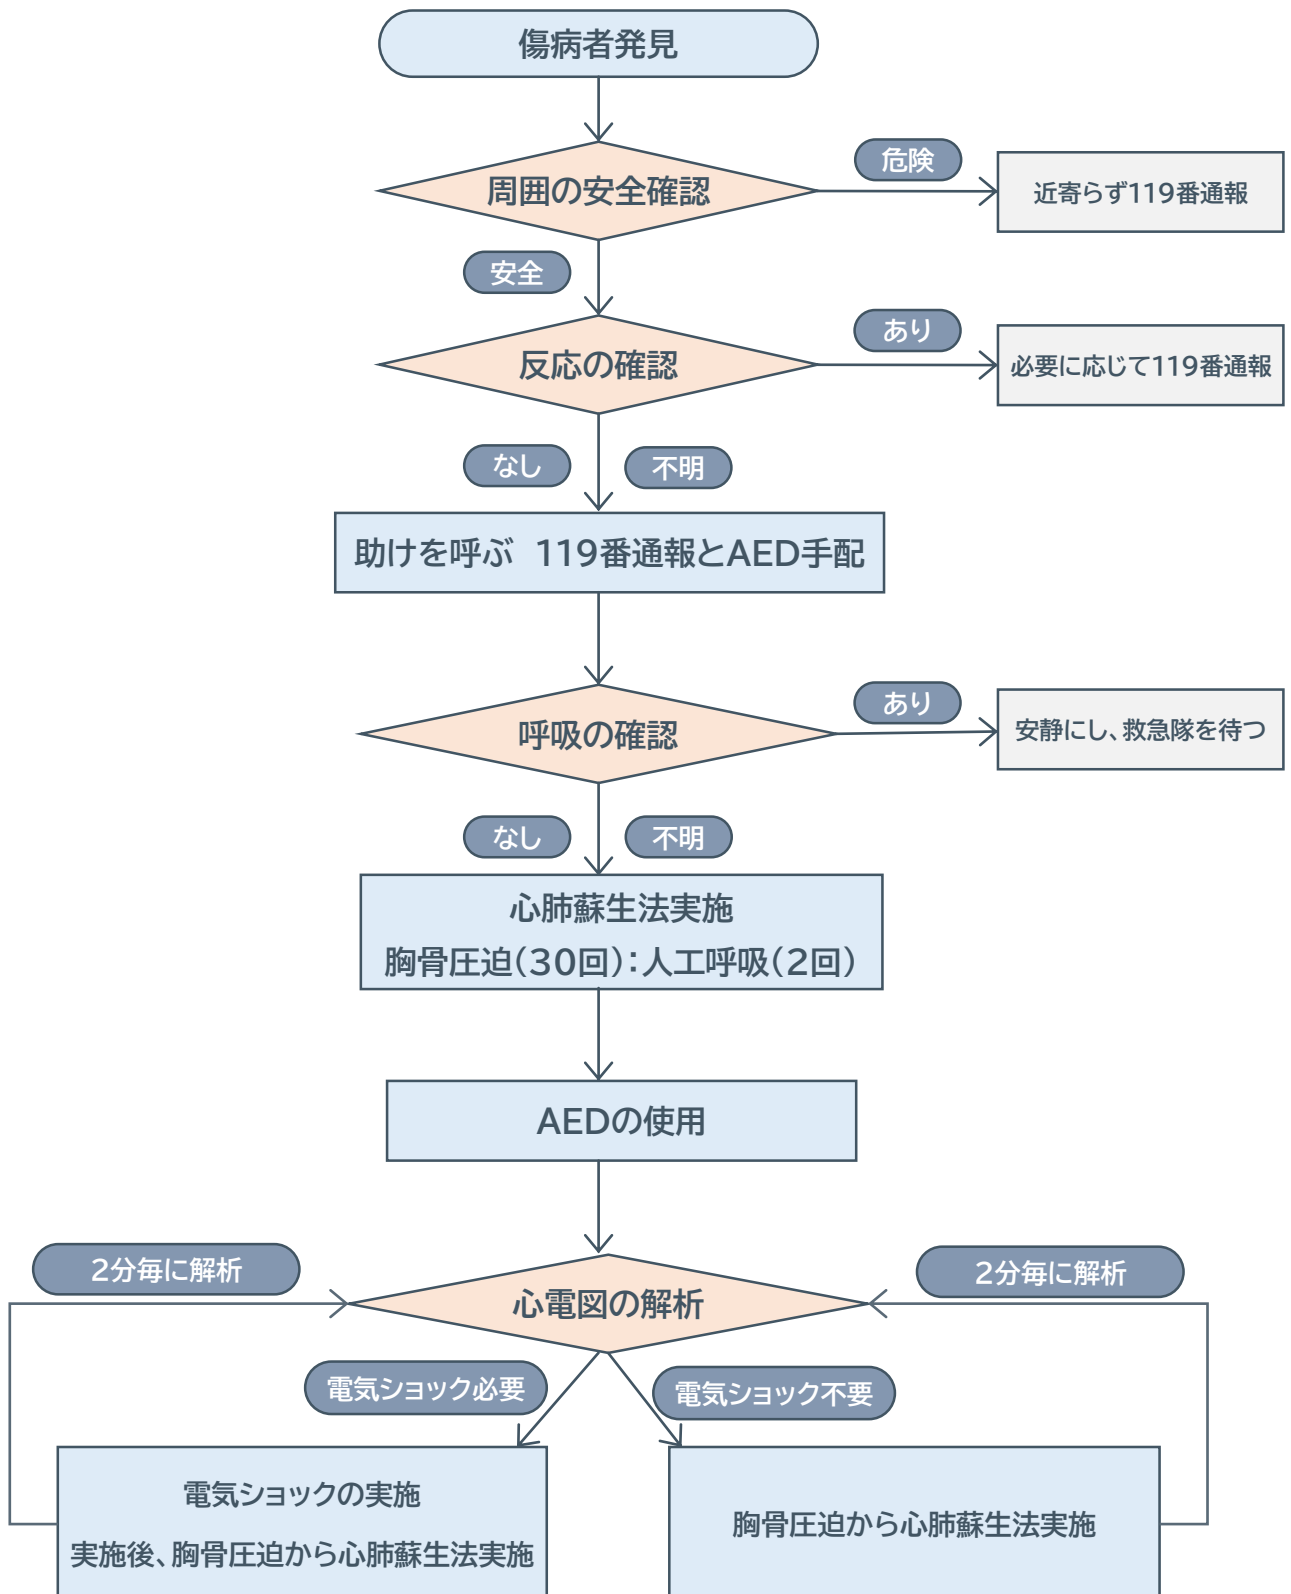 傷病者発見
周囲の安全確認
危険
近寄らず119番通報
安全
反応の確認
あり
必要に応じて119番通報
なし
不明
助けを呼ぶ　119番通報とAED手配
呼吸の確認
あり
安静にし、救急隊を待つ
なし
不明
心肺蘇生法実施
胸骨圧迫（30回）：人工呼吸（2回）
AEDの使用
2分毎に解析
心電図の解析
2分毎に解析
電気ショック必要
電気ショック不要
電気ショックの実施
実施後、胸骨圧迫から心肺蘇生法実施
胸骨圧迫から心肺蘇生法実施